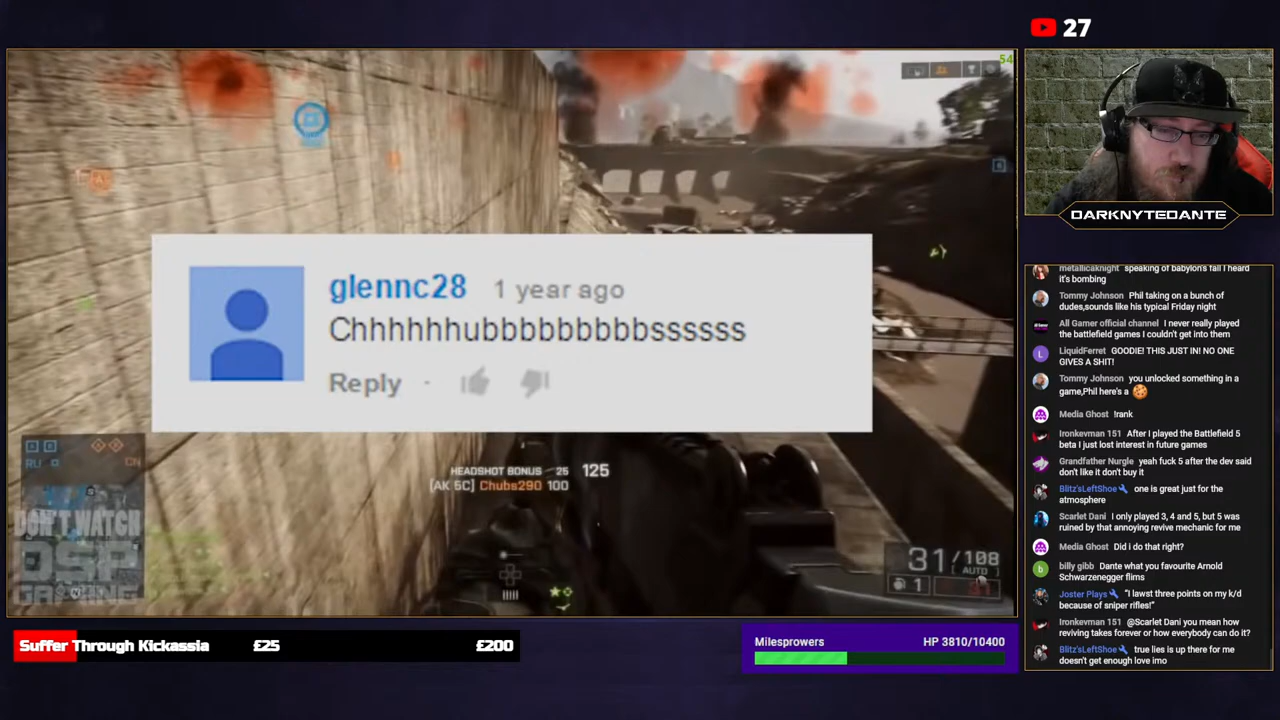 27
54
glennc28 1 year ago
Chhhhhhubbbbbbbbbssssss
Reply
HEADSHOT BONUS 25 125
[AK 5C] Chubs290 100
RU CN
DON'T WATCH
DSP
GAMING
31/108
AUTO
1
DARKNYTEDANTE
metallicaknight speaking of babylon's fall I heard
it's bombing
Tommy Johnson Phil taking on a bunch of
dudes,sounds like his typical Friday night
All Gamer official channel I never really played
the battlefield games I couldn't get into them
LiquidFerret GOODIE! THIS JUST IN! NO ONE
GIVES A SHIT!
Tommy Johnson you unlocked something in a
game,Phil here's a 🍪
Media Ghost !rank
Ironkevman 151 After I played the Battlefield 5
beta I just lost interest in future games
Grandfather Nurgle yeah fuck 5 after the dev said
don't like it don't buy it
Blitz'sLeftShoe one is great just for the
atmosphere
Scarlet Dani I only played 3, 4 and 5, but 5 was
ruined by that annoying revive mechanic for me
Media Ghost Did i do that right?
billy gibb Dante what you favourite Arnold
Schwarzenegger flims
Joster Plays "I lawst three points on my k/d
because of sniper rifles!"
Ironkevman 151 @Scarlet Dani you mean how
reviving takes forever or how everybody can do it?
Blitz'sLeftShoe true lies is up there for me
doesn't get enough love imo
Suffer Through Kickassia £25 £200
Milesprowers HP 3810/10400